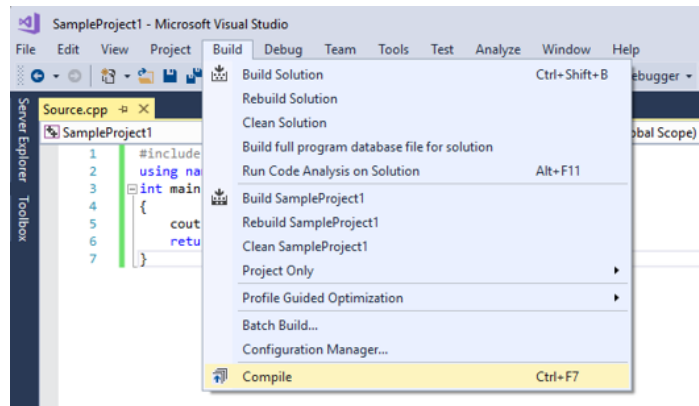 SampleProject1 - Microsoft Visual Studio
File Edit View Project Build Debug Team Tools Test Analyze Window Help
Build Solution Ctrl+Shift+B
ebugger
Rebuild Solution
Source.cpp
Clean Solution
SampleProject1
bal Scope)
Build full program database file for solution
Run Code Analysis on Solution Alt+F11
Build SampleProject1
Rebuild SampleProject1
Clean SampleProject1
Project Only
Profile Guided Optimization
Batch Build...
Configuration Manager...
Compile Ctrl+F7
Server Explorer
Toolbox
1 #include
2 using na
3 int main
4 {
5 cout
6 retu
7 }